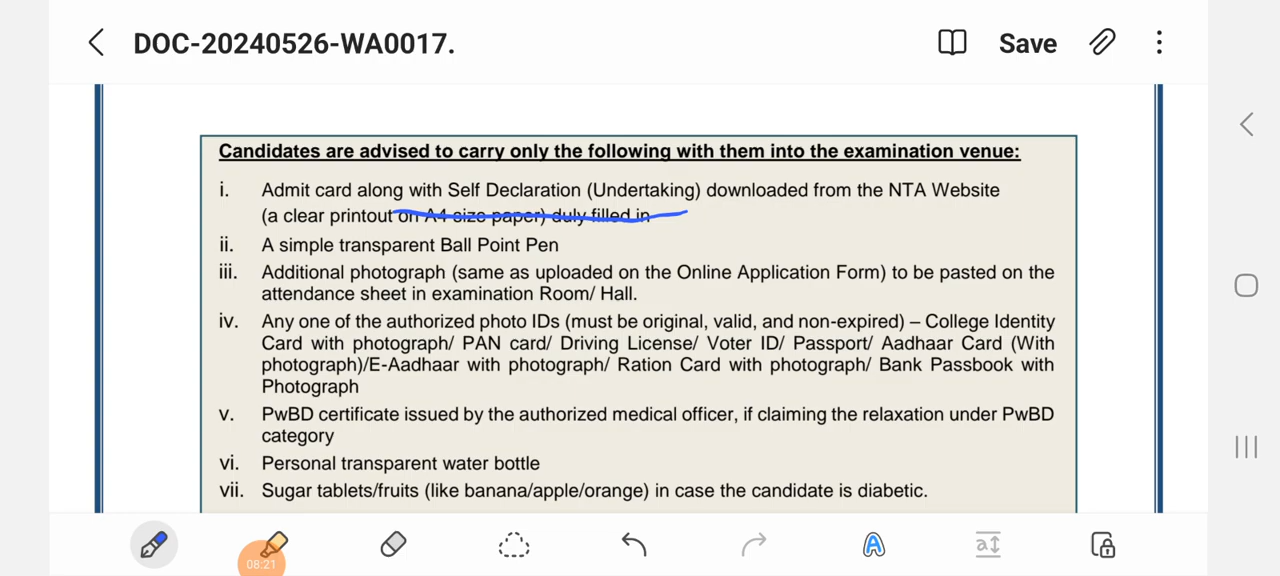 DOC-20240526-WA0017.
Save
Candidates are advised to carry only the following with them into the examination venue:
i. Admit card along with Self Declaration (Undertaking) downloaded from the NTA Website
(a clear printout on A4 size paper) duly filled in
ii. A simple transparent Ball Point Pen
iii. Additional photograph (same as uploaded on the Online Application Form) to be pasted on the
attendance sheet in examination Room/ Hall.
iv. Any one of the authorized photo IDs (must be original, valid, and non-expired) – College Identity
Card with photograph/ PAN card/ Driving License/ Voter ID/ Passport/ Aadhaar Card (With
photograph)/E-Aadhaar with photograph/ Ration Card with photograph/ Bank Passbook with
Photograph
v. PwBD certificate issued by the authorized medical officer, if claiming the relaxation under PwBD
category
vi. Personal transparent water bottle
vii. Sugar tablets/fruits (like banana/apple/orange) in case the candidate is diabetic.
08:21
A
a